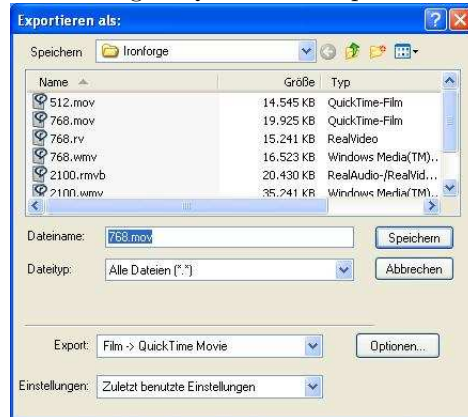 Exportieren als:
Speichern Ironforge
Name Größe Typ
512.mov 14.545 KB QuickTime-Film
768.mov 19.925 KB QuickTime-Film
768.rv 15.241 KB RealVideo
768.wmv 16.523 KB Windows Media(TM)..
2100.rmvb 20.430 KB RealAudio-/RealVid...
2100.wmv 35.241 KB Windows Media(TM)..
Dateiname: 768.mov Speichern
Dateityp: Alle Dateien (*.*) Abbrechen
Export: Film -> QuickTime Movie Optionen...
Einstellungen: Zuletzt benutzte Einstellungen